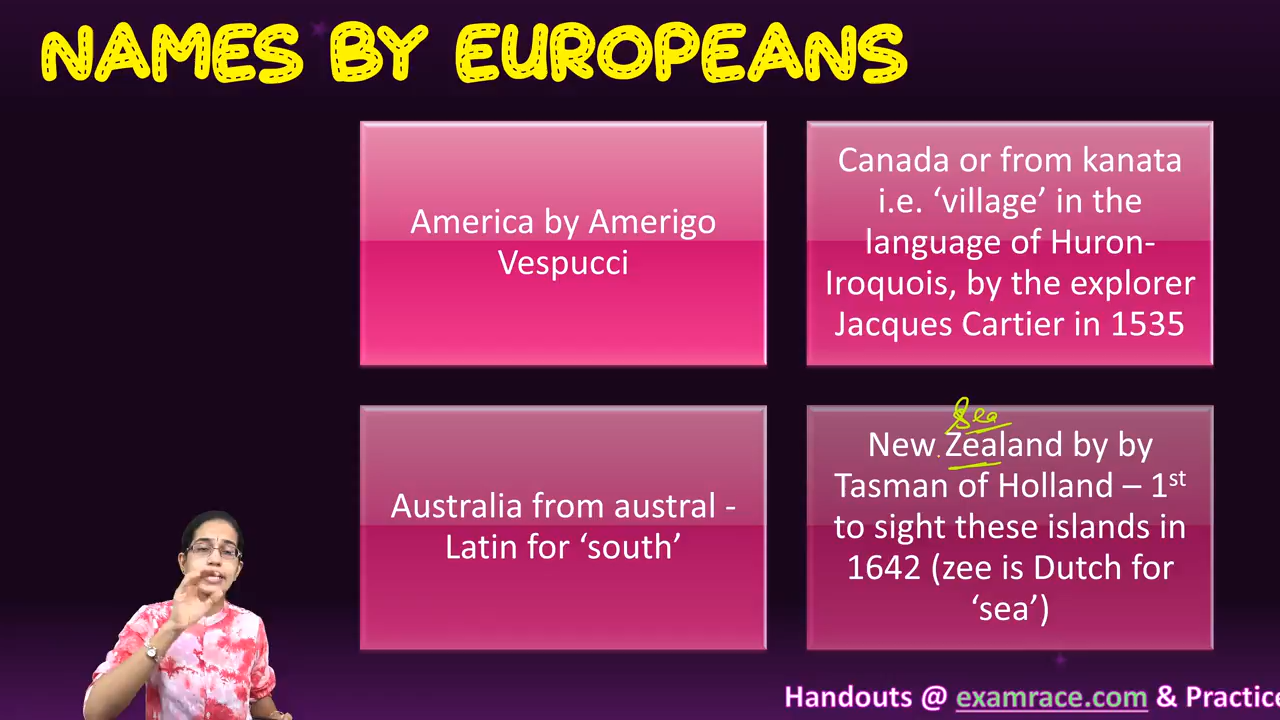 NAMES BY EUROPEANS
America by Amerigo
Vespucci
Canada or from kanata
i.e. ‘village’ in the
language of Huron-
Iroquois, by the explorer
Jacques Cartier in 1535
Australia from austral -
Latin for ‘south’
Sea
New Zealand by by
Tasman of Holland – 1st
to sight these islands in
1642 (zee is Dutch for
‘sea’)
Handouts @ examrace.com & Practice